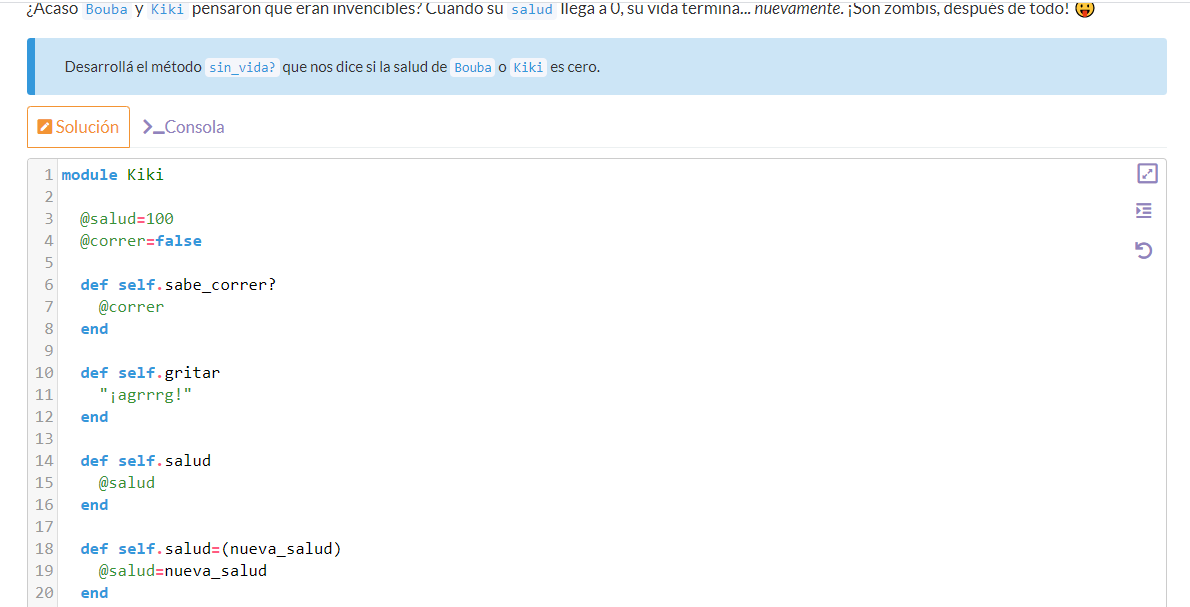 ¿Acaso Bouba y Kiki pensaron que eran invencibles? Cuando su salud llega a 0, su vida termina... nuevamente. ¡Son zombis, después de todo! 😛
Desarrollá el método sin_vida? que nos dice si la salud de Bouba o Kiki es cero.
Solución >_Consola
1 module Kiki
2
3   @salud=100
4   @correr=false
5
6   def self.sabe_correr?
7     @correr
8   end
9
10   def self.gritar
11     "¡agrrrg!"
12   end
13
14   def self.salud
15     @salud
16   end
17
18   def self.salud=(nueva_salud)
19     @salud=nueva_salud
20   end